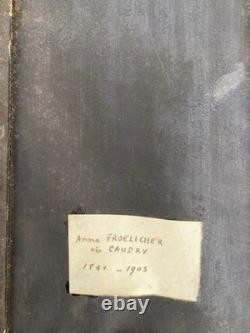 Anna FROELICHER
née CAUDRY
1841 - 1903